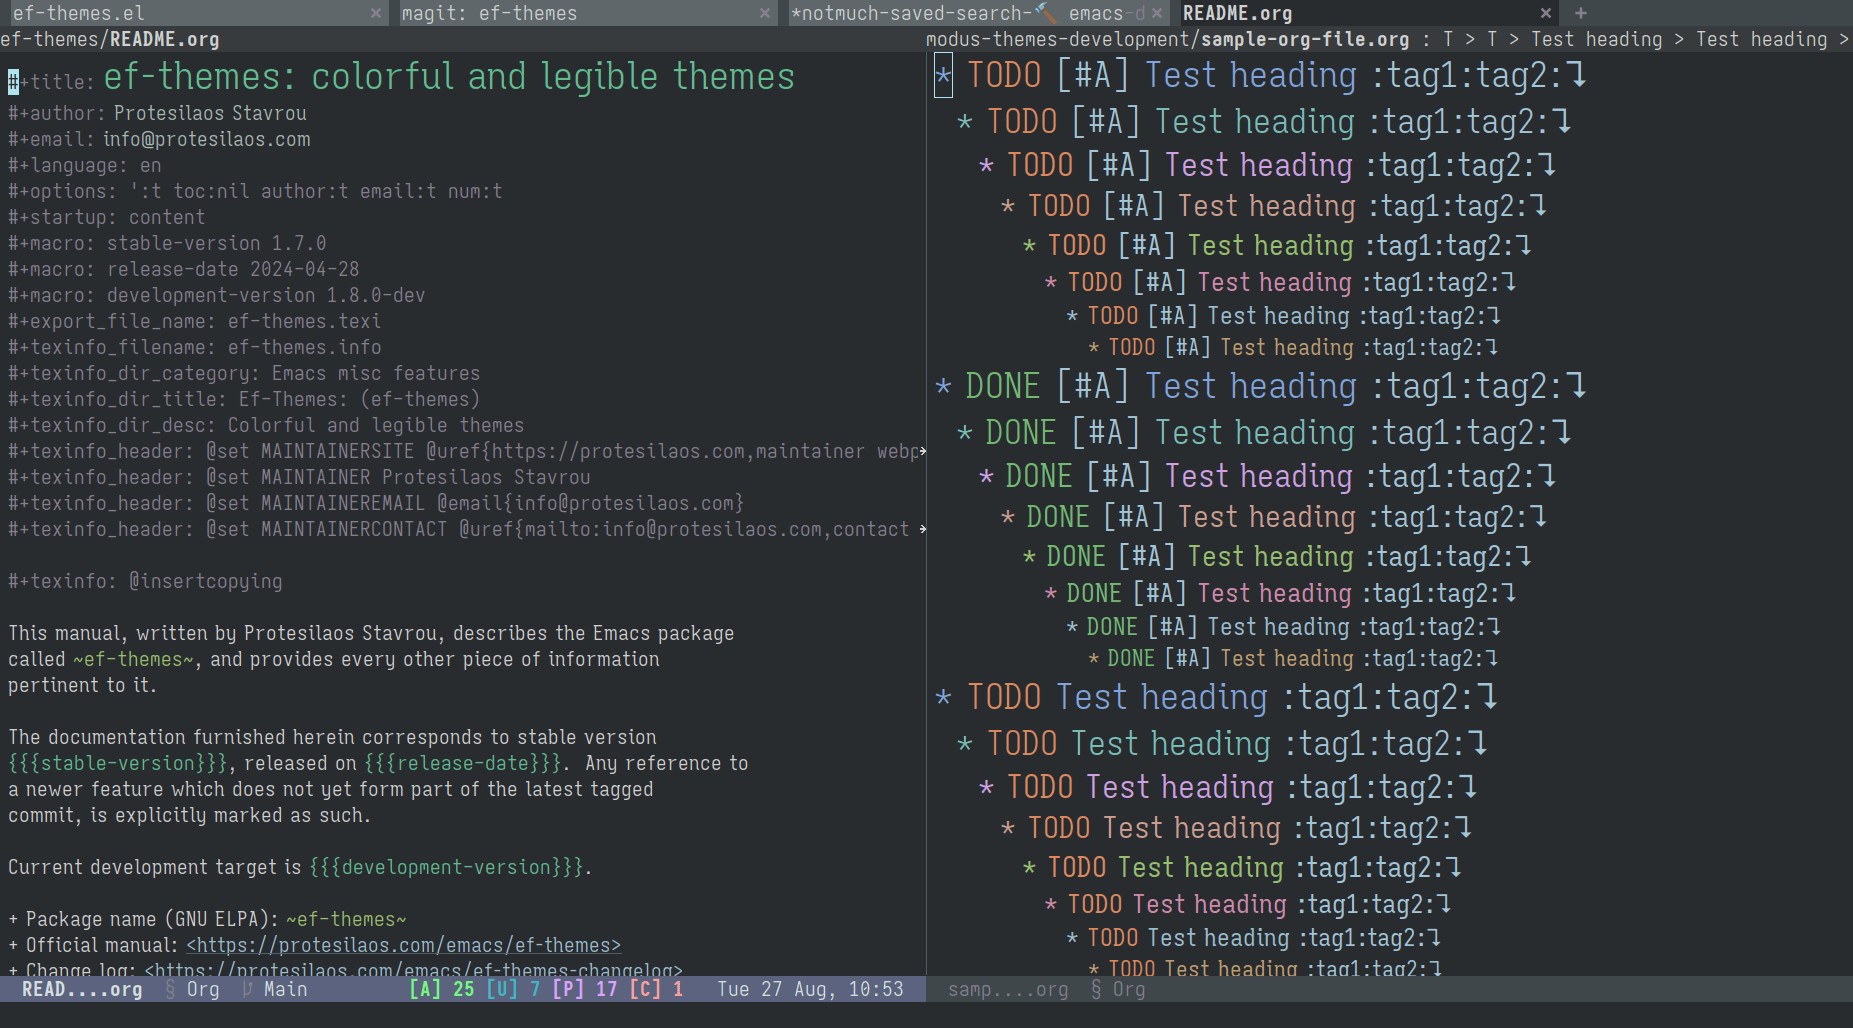 ef-themes.el × magit: ef-themes × *notmuch-saved-search-🔨 emacs-d × README.org × +
ef-themes/README.org
#+title: ef-themes: colorful and legible themes
#+author: Protesilaos Stavrou
#+email: info@protesilaos.com
#+language: en
#+options: ':t toc:nil author:t email:t num:t
#+startup: content
#+macro: stable-version 1.7.0
#+macro: release-date 2024-04-28
#+macro: development-version 1.8.0-dev
#+export_file_name: ef-themes.texi
#+texinfo_filename: ef-themes.info
#+texinfo_dir_category: Emacs misc features
#+texinfo_dir_title: Ef-Themes: (ef-themes)
#+texinfo_dir_desc: Colorful and legible themes
#+texinfo_header: @set MAINTAINERSITE @uref{https://protesilaos.com,maintainer webp
#+texinfo_header: @set MAINTAINER Protesilaos Stavrou
#+texinfo_header: @set MAINTAINEREMAIL @email{info@protesilaos.com}
#+texinfo_header: @set MAINTAINERCONTACT @uref{mailto:info@protesilaos.com,contact
#+texinfo: @insertcopying
This manual, written by Protesilaos Stavrou, describes the Emacs package
called ~ef-themes~, and provides every other piece of information
pertinent to it.
The documentation furnished herein corresponds to stable version
{{{stable-version}}}, released on {{{release-date}}}. Any reference to
a newer feature which does not yet form part of the latest tagged
commit, is explicitly marked as such.
Current development target is {{{development-version}}}.
+ Package name (GNU ELPA): ~ef-themes~
+ Official manual: <https://protesilaos.com/emacs/ef-themes>
+ Change log: <https://protesilaos.com/emacs/ef-themes-changelog>
READ....org § Org Main [A] 25 [U] 7 [P] 17 [C] 1 Tue 27 Aug, 10:53
modus-themes-development/sample-org-file.org : T > T > Test heading > Test heading >
* TODO [#A] Test heading :tag1:tag2:↴
* TODO [#A] Test heading :tag1:tag2:↴
* TODO [#A] Test heading :tag1:tag2:↴
* TODO [#A] Test heading :tag1:tag2:↴
* TODO [#A] Test heading :tag1:tag2:↴
* TODO [#A] Test heading :tag1:tag2:↴
* TODO [#A] Test heading :tag1:tag2:↴
* TODO [#A] Test heading :tag1:tag2:↴
* DONE [#A] Test heading :tag1:tag2:↴
* DONE [#A] Test heading :tag1:tag2:↴
* DONE [#A] Test heading :tag1:tag2:↴
* DONE [#A] Test heading :tag1:tag2:↴
* DONE [#A] Test heading :tag1:tag2:↴
* DONE [#A] Test heading :tag1:tag2:↴
* DONE [#A] Test heading :tag1:tag2:↴
* DONE [#A] Test heading :tag1:tag2:↴
* TODO Test heading :tag1:tag2:↴
* TODO Test heading :tag1:tag2:↴
* TODO Test heading :tag1:tag2:↴
* TODO Test heading :tag1:tag2:↴
* TODO Test heading :tag1:tag2:↴
* TODO Test heading :tag1:tag2:↴
* TODO Test heading :tag1:tag2:↴
* TODO Test heading :tag1:tag2:↴
samp....org § Org